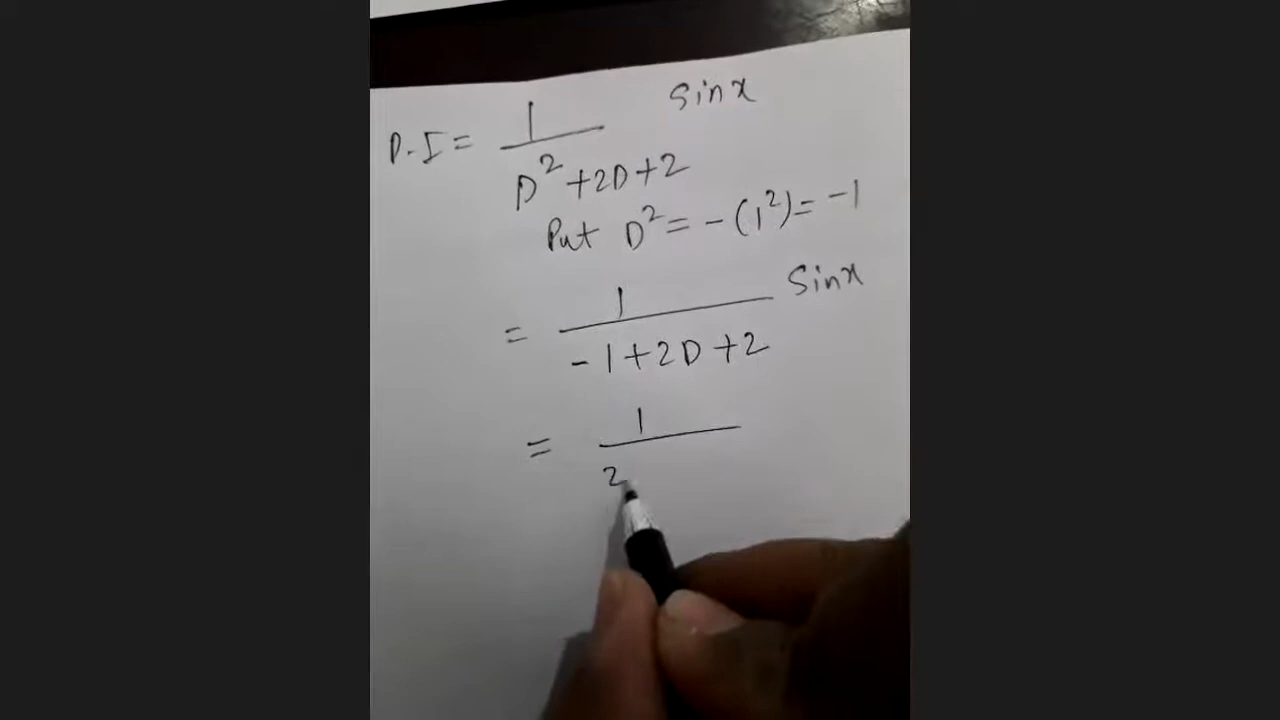 P.I = 1 / D² + 2D + 2 Sin x
Put D² = - (1²) = -1
= 1 / -1 + 2D + 2 Sin x
= 1 / 2